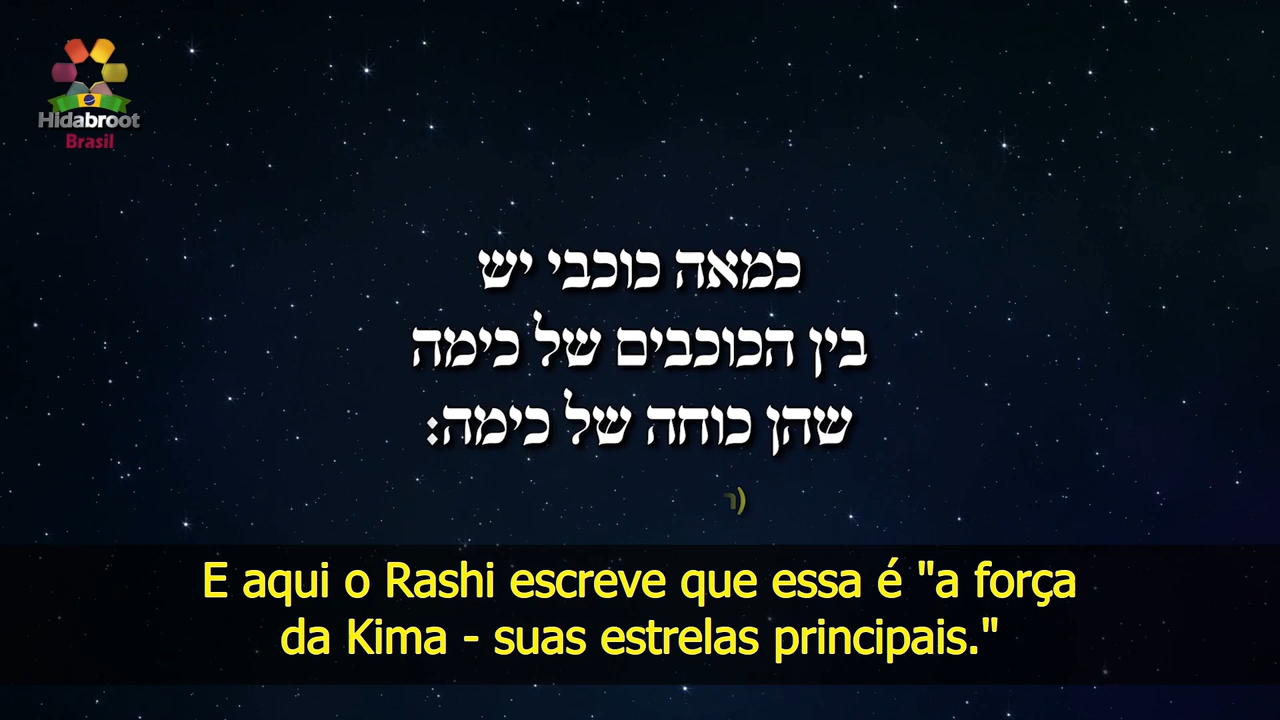 Hidabroot
Brasil
כמאה כוכבי יש
בין הכוכבים של כימה
שהן כוחה של כימה:
(ר
E aqui o Rashi escreve que essa é "a força
da Kima - suas estrelas principais."